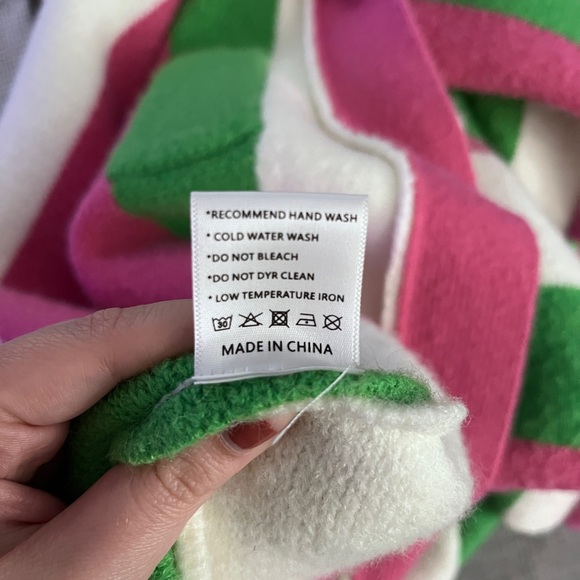 *RECOMMEND HAND WASH
* COLD WATER WASH
*DO NOT BLEACH
*DO NOT DYR CLEAN
* LOW TEMPERATURE IRON
30
MADE IN CHINA